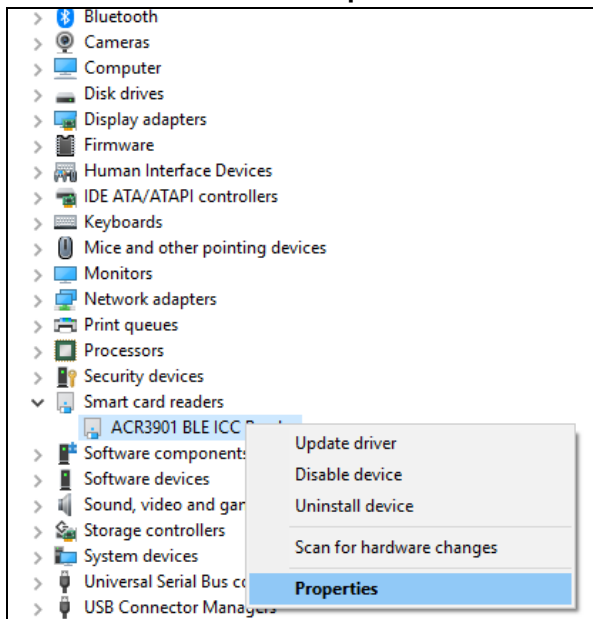 Bluetooth
Cameras
Computer
Disk drives
Display adapters
Firmware
Human Interface Devices
IDE ATA/ATAPI controllers
Keyboards
Mice and other pointing devices
Monitors
Network adapters
Print queues
Processors
Security devices
Smart card readers
ACR3901 BLE ICC
Software components
Software devices
Sound, video and gar
Storage controllers
System devices
Universal Serial Bus co
USB Connector Managers
Update driver
Disable device
Uninstall device
Scan for hardware changes
Properties